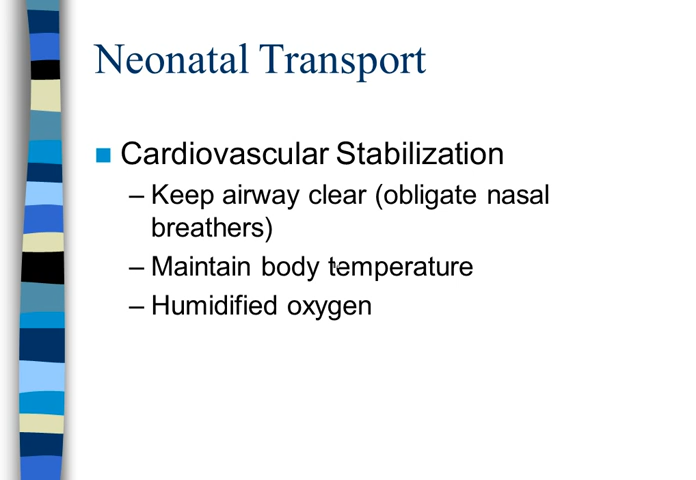 Neonatal Transport
Cardiovascular Stabilization
– Keep airway clear (obligate nasal
breathers)
– Maintain body temperature
– Humidified oxygen